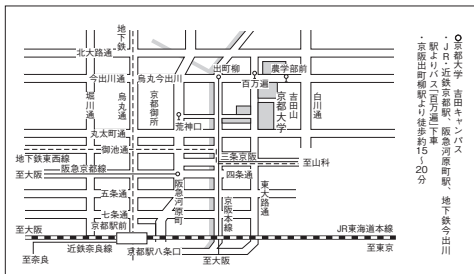 ○京都大学 吉田キャンパス
・JR・近鉄京都駅、阪急河原町駅、地下鉄今出川
駅よりバス「百万遍」下車
・京阪出町柳駅より徒歩約15～20分
地下鉄
北大路通
今出川通
烏丸今出川
出町柳
百万遍
農学部前
堀川通
烏丸通
京都御所
荒神口
京都大学
吉田山
白川通
丸太町通
御池通
地下鉄東西線
三条京阪
至山科
至大阪
阪急京都線
四条通
五条通
阪急河原町
京阪本線
東大路通
七条通
京都駅前
至大阪
JR東海道本線
近鉄奈良線
至東京
至奈良
京都駅八条口
至大阪